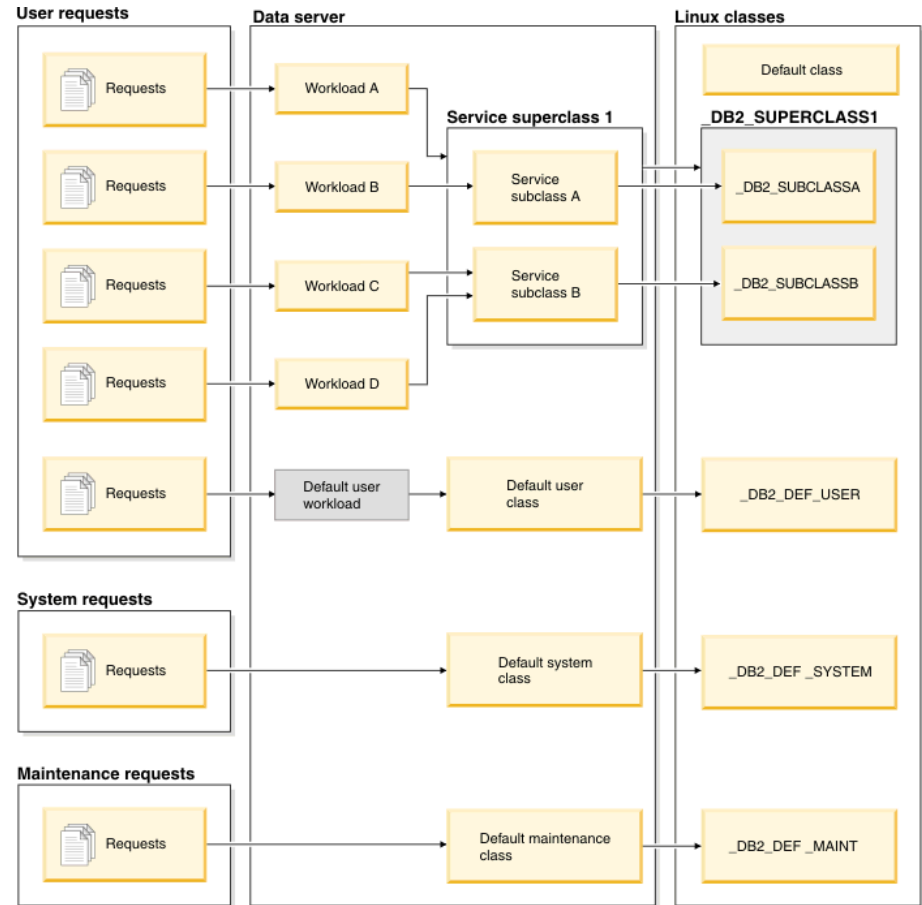 User requests
Data server
Linux classes
Requests
Workload A
Default class
Service superclass 1
_DB2_SUPERCLASS1
Requests
Workload B
Service
subclass A
_DB2_SUBCLASSA
Requests
Workload C
Service
subclass B
_DB2_SUBCLASSB
Requests
Workload D
Requests
Default user
workload
Default user
class
_DB2_DEF_USER
System requests
Requests
Default system
class
_DB2_DEF _SYSTEM
Maintenance requests
Requests
Default maintenance
class
_DB2_DEF _MAINT